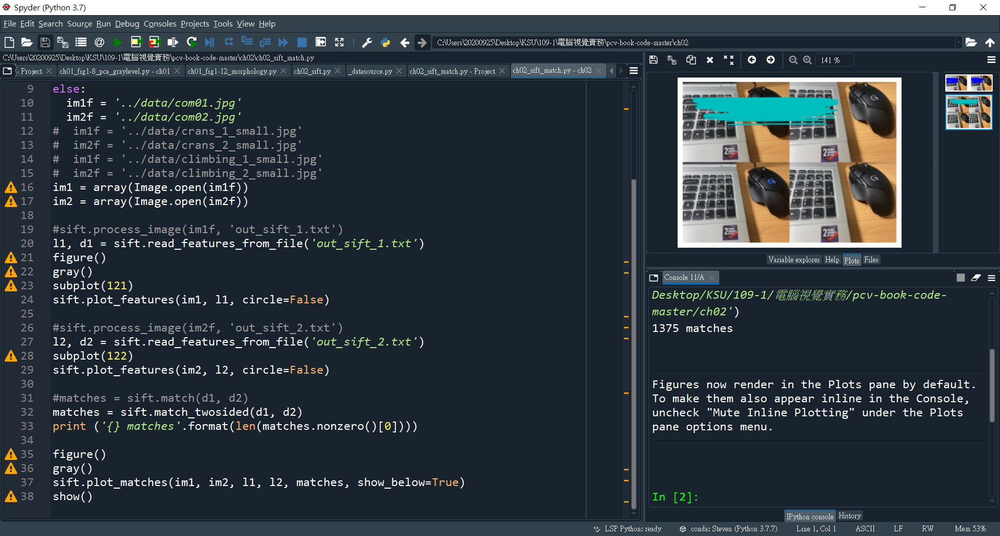 Spyder (Python 3.7)
File Edit Search Source Run Debug Consoles Projects Tools View Help
C:\Users\20200925\Desktop\KSU\109-1\電腦視覺實務\pcv-book-code-master\ch02
C:\Users\20200925\Desktop\KSU\109-1\電腦視覺實務\pcv-book-code-master\ch02\ch02_sift_match.py
- Project ch01_fig1-8_pca_graylevel.py - ch01 ch01_fig1-12_morphology.py ch02_sift.py _datasource.py ch02_sift_match.py - Project ch02_sift_match.py - ch02
9 else:
10 im1f = '../data/com01.jpg'
11 im2f = '../data/com02.jpg'
12 #  im1f = '../data/crans_1_small.jpg'
13 #  im2f = '../data/crans_2_small.jpg'
14 #  im1f = '../data/climbing_1_small.jpg'
15 #  im2f = '../data/climbing_2_small.jpg'
16 im1 = array(Image.open(im1f))
17 im2 = array(Image.open(im2f))
18
19 #sift.process_image(im1f, 'out_sift_1.txt')
20 l1, d1 = sift.read_features_from_file('out_sift_1.txt')
21 figure()
22 gray()
23 subplot(121)
24 sift.plot_features(im1, l1, circle=False)
25
26 #sift.process_image(im2f, 'out_sift_2.txt')
27 l2, d2 = sift.read_features_from_file('out_sift_2.txt')
28 subplot(122)
29 sift.plot_features(im2, l2, circle=False)
30
31 #matches = sift.match(d1, d2)
32 matches = sift.match_twosided(d1, d2)
33 print ('{} matches'.format(len(matches.nonzero()[0])))
34
35 figure()
36 gray()
37 sift.plot_matches(im1, im2, l1, l2, matches, show_below=True)
38 show()
141 %
2
2
2
2
Variable explorer Help Plots Files
Console 11/A
Desktop/KSU/109-1/電腦視覺實務/pcv-book-code-
master/ch02')
1375 matches
Figures now render in the Plots pane by default.
To make them also appear inline in the Console,
uncheck "Mute Inline Plotting" under the Plots
pane options menu.
In [2]:
IPython console History
LSP Python: ready conda: Steven (Python 3.7.7) Line 1, Col 1 ASCII LF RW Mem 53%